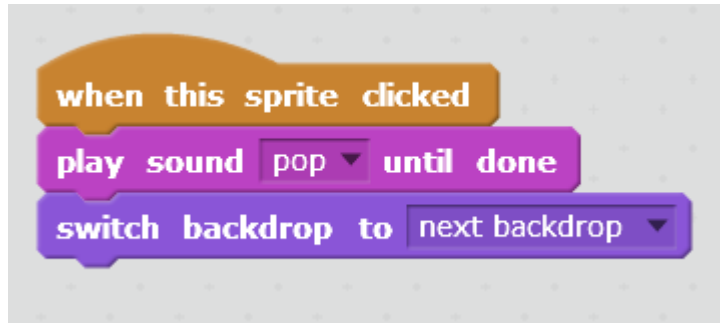 when this sprite clicked
play sound pop until done
switch backdrop to next backdrop